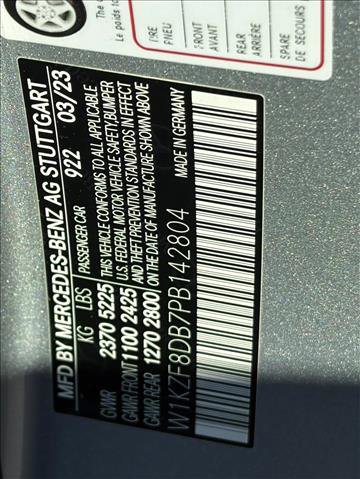 Le poids to
TIRE
PNEU
FRONT
AVANT
REAR
ARRIÈRE
SPARE
DE SECOURS
MFD BY MERCEDES-BENZ AG STUTTGART
PASSENGER CAR 922 03/23
KG LBS
GVWR 2370 5225
GAWR FRONT 1100 2425
GAWR REAR 1270 2800
THIS VEHICLE CONFORMS TO ALL APPLICABLE
U.S. FEDERAL MOTOR VEHICLE SAFETY, BUMPER
AND THEFT PREVENTION STANDARDS IN EFFECT
ON THE DATE OF MANUFACTURE SHOWN ABOVE
MADE IN GERMANY
W1KZF8DB7PB142804